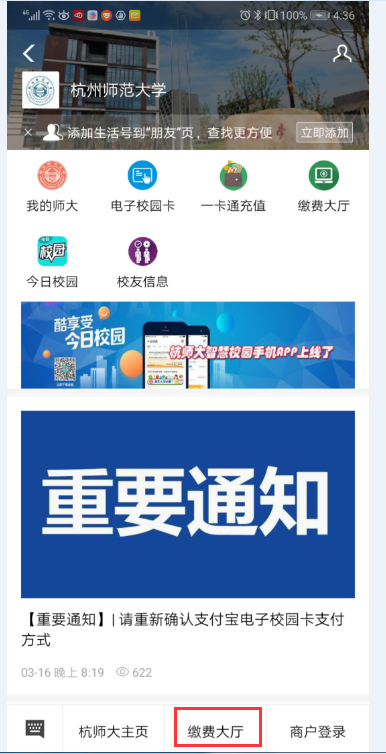 4G 100% 4:36
杭州师范大学
× 添加生活号到"朋友"页，查找更方便 立即添加
我的师大 电子校园卡 一卡通充值 缴费大厅
校园
今日校园 校友信息
酷享受
今日校园
杭师大智慧校园手机APP上线了
重要通知
【重要通知】| 请重新确认支付宝电子校园卡支付
方式
03-16 晚上 8:19 622
杭师大主页 缴费大厅 商户登录